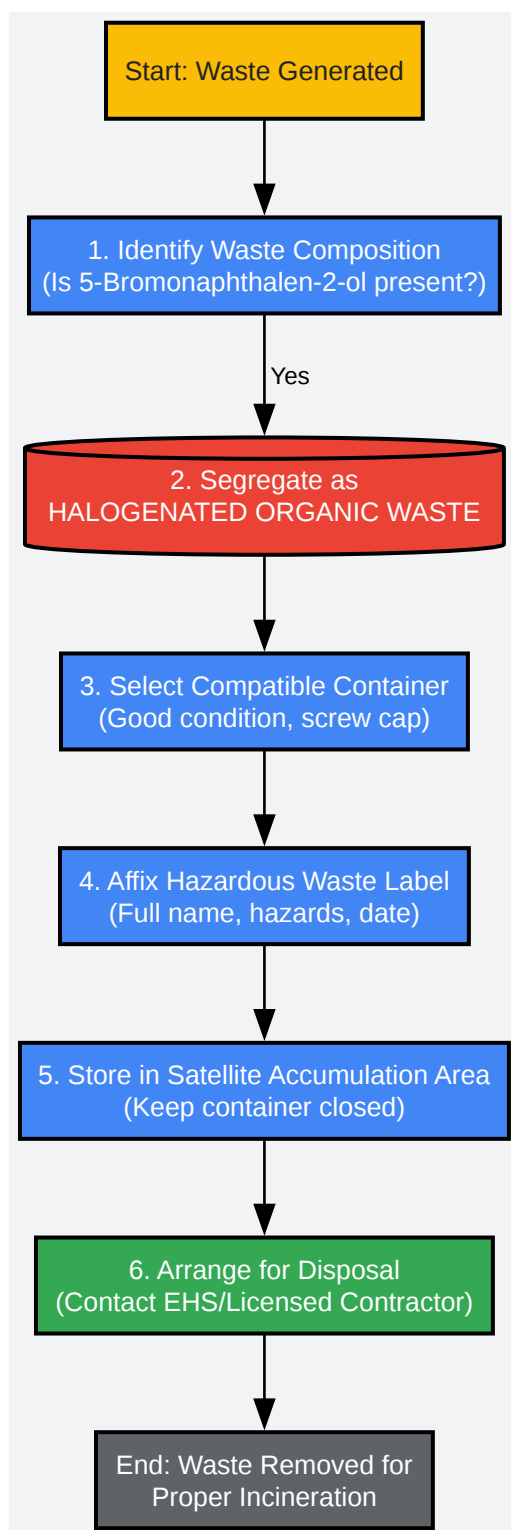 Start: Waste Generated
1. Identify Waste Composition
(Is 5-Bromonaphthalen-2-ol present?)
Yes
2. Segregate as
HALOGENATED ORGANIC WASTE
3. Select Compatible Container
(Good condition, screw cap)
4. Affix Hazardous Waste Label
(Full name, hazards, date)
5. Store in Satellite Accumulation Area
(Keep container closed)
6. Arrange for Disposal
(Contact EHS/Licensed Contractor)
End: Waste Removed for
Proper Incineration